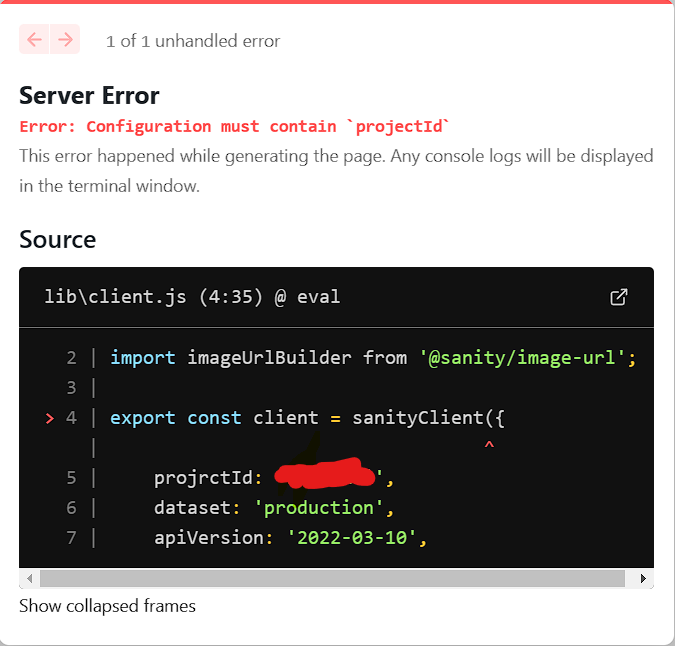 1 of 1 unhandled error
Server Error
Error: Configuration must contain `projectId`
This error happened while generating the page. Any console logs will be displayed
in the terminal window.
Source
lib\client.js (4:35) @ eval
2 | import imageUrlBuilder from '@sanity/image-url';
3 |
> 4 | export const client = sanityClient({
| ^
5 | projrctId: ',
6 | dataset: 'production',
7 | apiVersion: '2022-03-10',
Show collapsed frames